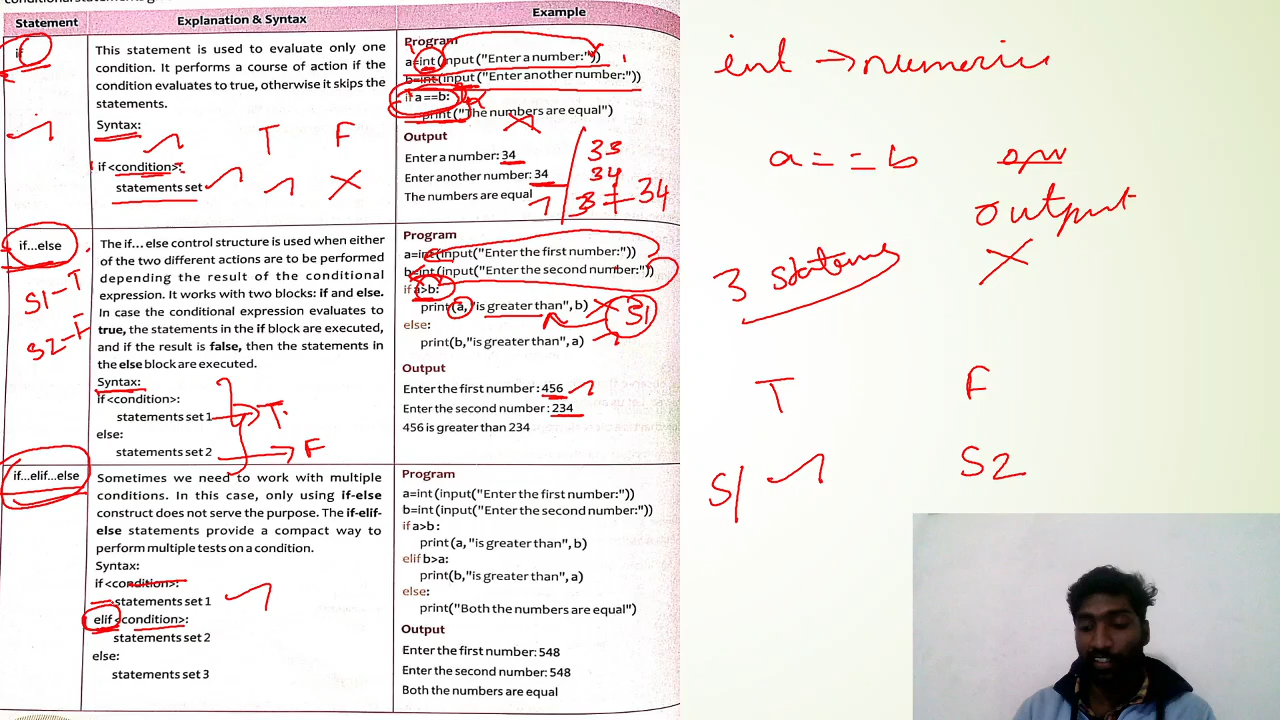 Statement
Explanation & Syntax
Example
if
This statement is used to evaluate only one
condition. It performs a course of action if the
condition evaluates to true, otherwise it skips the
statements.
Syntax:
T F
if <condition>:
statements set
Program
a=int(input("Enter a number:"))
b=int(input("Enter another number:"))
if a==b:
print("The numbers are equal")
Output
Enter a number: 34
Enter another number: 34
The numbers are equal
33
34
34
if...else
S1-T
S2-F
The if... else control structure is used when either
of the two different actions are to be performed
depending the result of the conditional
expression. It works with two blocks: if and else.
In case the conditional expression evaluates to
true, the statements in the if block are executed,
and if the result is false, then the statements in
the else block are executed.
Syntax:
if <condition>:
statements set 1
T
else:
statements set 2
F
Program
a=int(input("Enter the first number:"))
b=int(input("Enter the second number:"))
if a>b:
print(a, "is greater than", b)
S1
else:
print(b,"is greater than", a)
Output
Enter the first number: 456
Enter the second number: 234
456 is greater than 234
if...elif...else
Sometimes we need to work with multiple
conditions. In this case, only using if-else
construct does not serve the purpose. The if-elif-
else statements provide a compact way to
perform multiple tests on a condition.
Syntax:
if <condition>:
statements set 1
elif <condition>:
statements set 2
else:
statements set 3
Program
a=int(input("Enter the first number:"))
b=int(input("Enter the second number:"))
if a>b:
print(a, "is greater than", b)
elif b>a:
print(b,"is greater than", a)
else:
print("Both the numbers are equal")
Output
Enter the first number: 548
Enter the second number: 548
Both the numbers are equal
int → numeric
a = = b
output
3 statems
T F
S1 S2